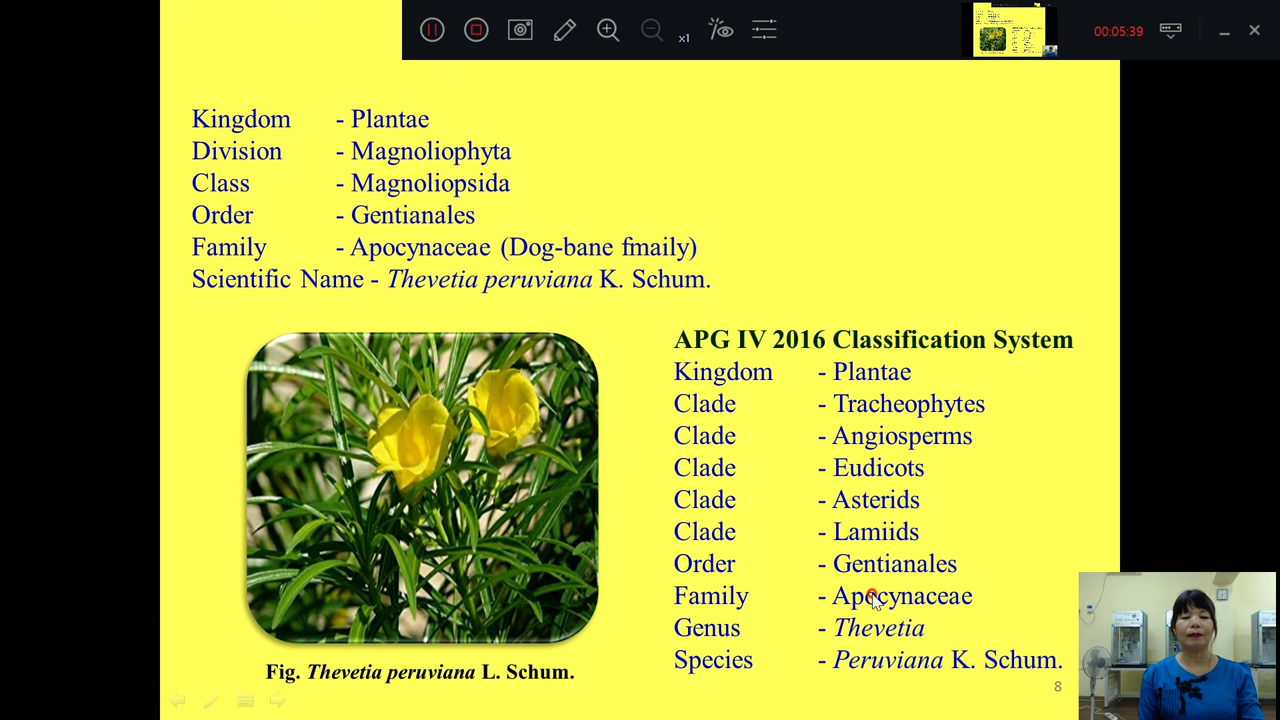 x1
00:05:39
Kingdom - Plantae
Division - Magnoliophyta
Class - Magnoliopsida
Order - Gentianales
Family - Apocynaceae (Dog-bane fmaily)
Scientific Name - Thevetia peruviana K. Schum.
APG IV 2016 Classification System
Kingdom - Plantae
Clade - Tracheophytes
Clade - Angiosperms
Clade - Eudicots
Clade - Asterids
Clade - Lamiids
Order - Gentianales
Family - Apocynaceae
Genus - Thevetia
Species - Peruviana K. Schum.
Fig. Thevetia peruviana L. Schum.
8